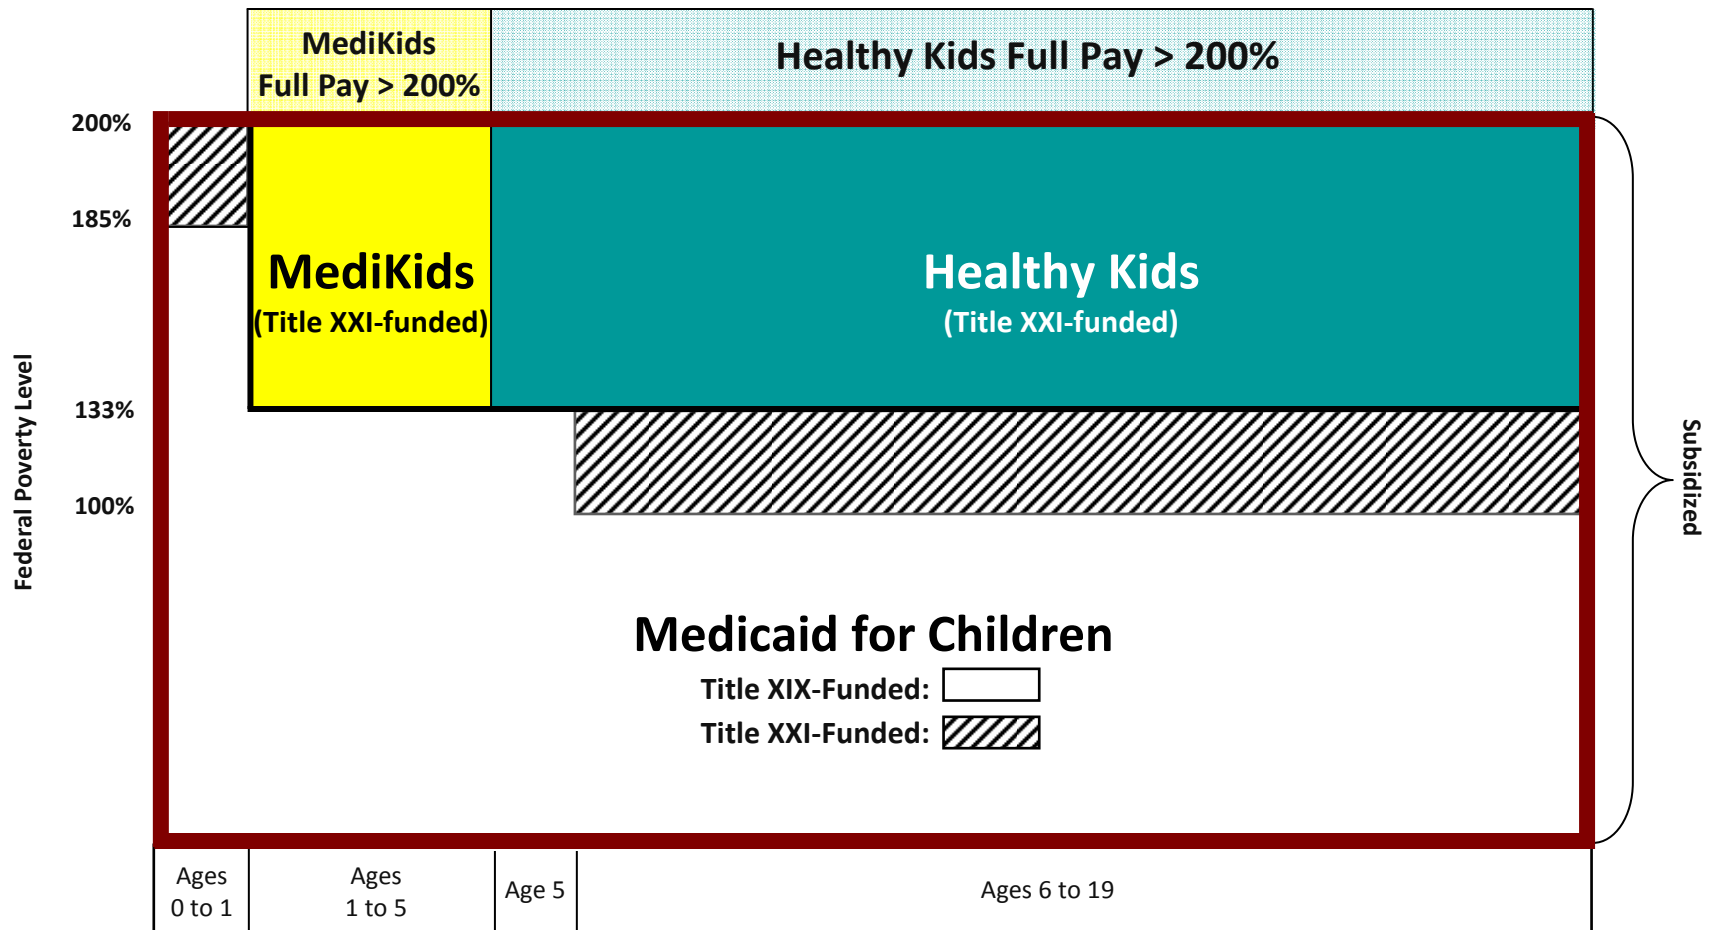 MediKids
Full Pay > 200%
Healthy Kids Full Pay > 200%
200%
185%
133%
100%
Federal Poverty Level
MediKids
(Title XXI-funded)
Healthy Kids
(Title XXI-funded)
Subsidized
Medicaid for Children
Title XIX-Funded:
Title XXI-Funded:
Ages
0 to 1
Ages
1 to 5
Age 5
Ages 6 to 19